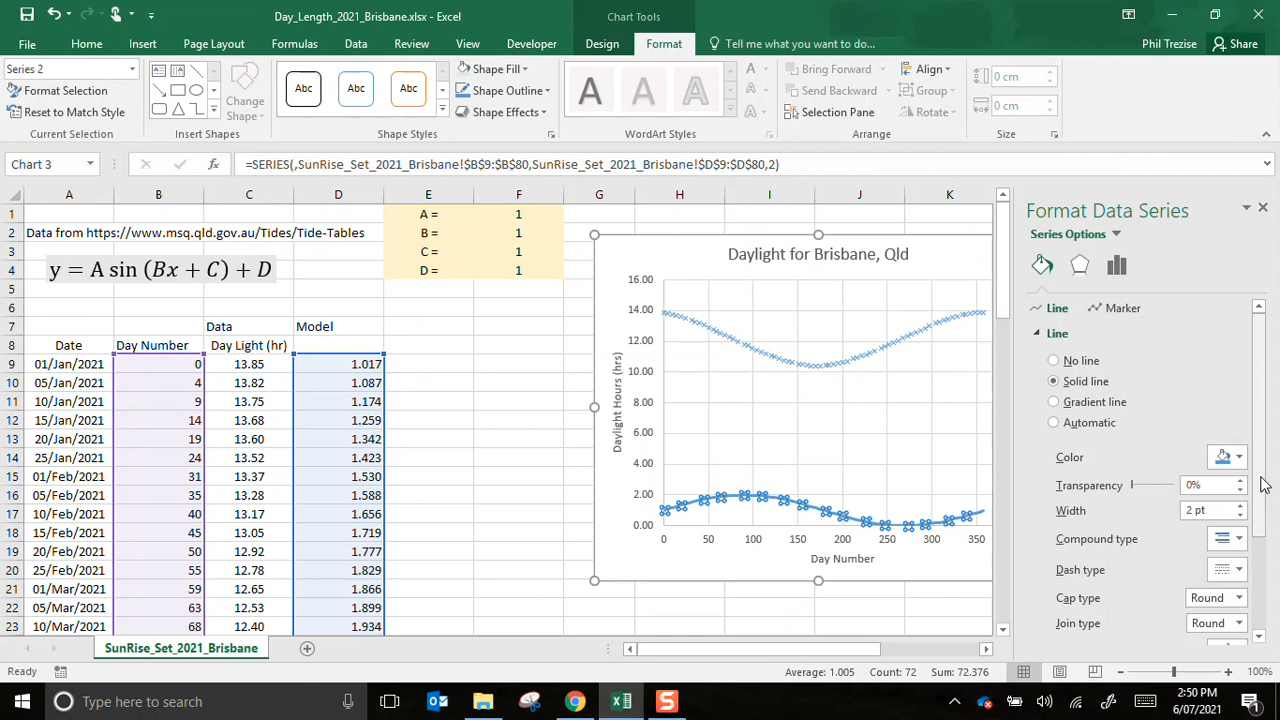 Day_Length_2021_Brisbane.xlsx - Excel
Chart Tools
File Home Insert Page Layout Formulas Data Review View Developer Design Format Tell me what you want to do... Phil Trezise Share
Series 2
Format Selection
Reset to Match Style
Current Selection
Change
Shape
Insert Shapes
Abc Abc Abc
Shape Fill
Shape Outline
Shape Effects
Shape Styles
A A A
A
A
A
WordArt Styles
Bring Forward
Send Backward
Selection Pane
Align
Group
Rotate
Arrange
0 cm
0 cm
Size
Chart 3 fx =SERIES(,SunRise_Set_2021_Brisbane!$B$9:$B$80,SunRise_Set_2021_Brisbane!$D$9:$D$80,2)
A B C D E F G H I J K
1 A = 1
2 Data from https://www.msq.qld.gov.au/Tides/Tide-Tables B = 1
3 C = 1
4 D = 1
y = A sin (Bx + C) + D
5
6
7 Data Model
8 Date Day Number Day Light (hr)
9 01/Jan/2021 0 13.85 1.017
10 05/Jan/2021 4 13.82 1.087
11 10/Jan/2021 9 13.75 1.174
12 15/Jan/2021 14 13.68 1.259
13 20/Jan/2021 19 13.60 1.342
14 25/Jan/2021 24 13.52 1.423
15 01/Feb/2021 31 13.37 1.530
16 05/Feb/2021 35 13.28 1.588
17 10/Feb/2021 40 13.17 1.656
18 15/Feb/2021 45 13.05 1.719
19 20/Feb/2021 50 12.92 1.777
20 25/Feb/2021 55 12.78 1.829
21 01/Mar/2021 59 12.65 1.866
22 05/Mar/2021 63 12.53 1.899
23 10/Mar/2021 68 12.40 1.934
Daylight for Brisbane, Qld
16.00
14.00
12.00
10.00
8.00
6.00
4.00
2.00
0.00
Daylight Hours (hrs)
0 50 100 150 200 250 300 350
Day Number
Format Data Series
Series Options
Line Marker
Line
No line
Solid line
Gradient line
Automatic
Color
Transparency 0%
Width 2 pt
Compound type
Dash type
Cap type Round
Join type Round
SunRise_Set_2021_Brisbane
Ready Average: 1.005 Count: 72 Sum: 72.376 100%
Type here to search
2:50 PM
6/07/2021
1